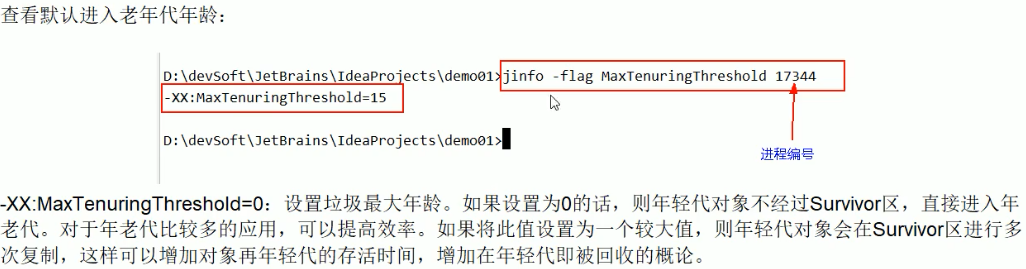 查看默认进入老年代年龄：
D:\devSoft\JetBrains\IdeaProjects\demo01>jinfo -flag MaxTenuringThreshold 17344
-XX:MaxTenuringThreshold=15
D:\devSoft\JetBrains\IdeaProjects\demo01>
进程编号
-XX:MaxTenuringThreshold=0：设置垃圾最大年龄。如果设置为0的话，则年轻代对象不经过Survivor区，直接进入年
老代。对于年老代比较多的应用，可以提高效率。如果将此值设置为一个较大值，则年轻代对象会在Survivor区进行多
次复制，这样可以增加对象再年轻代的存活时间，增加在年轻代即被回收的概论。